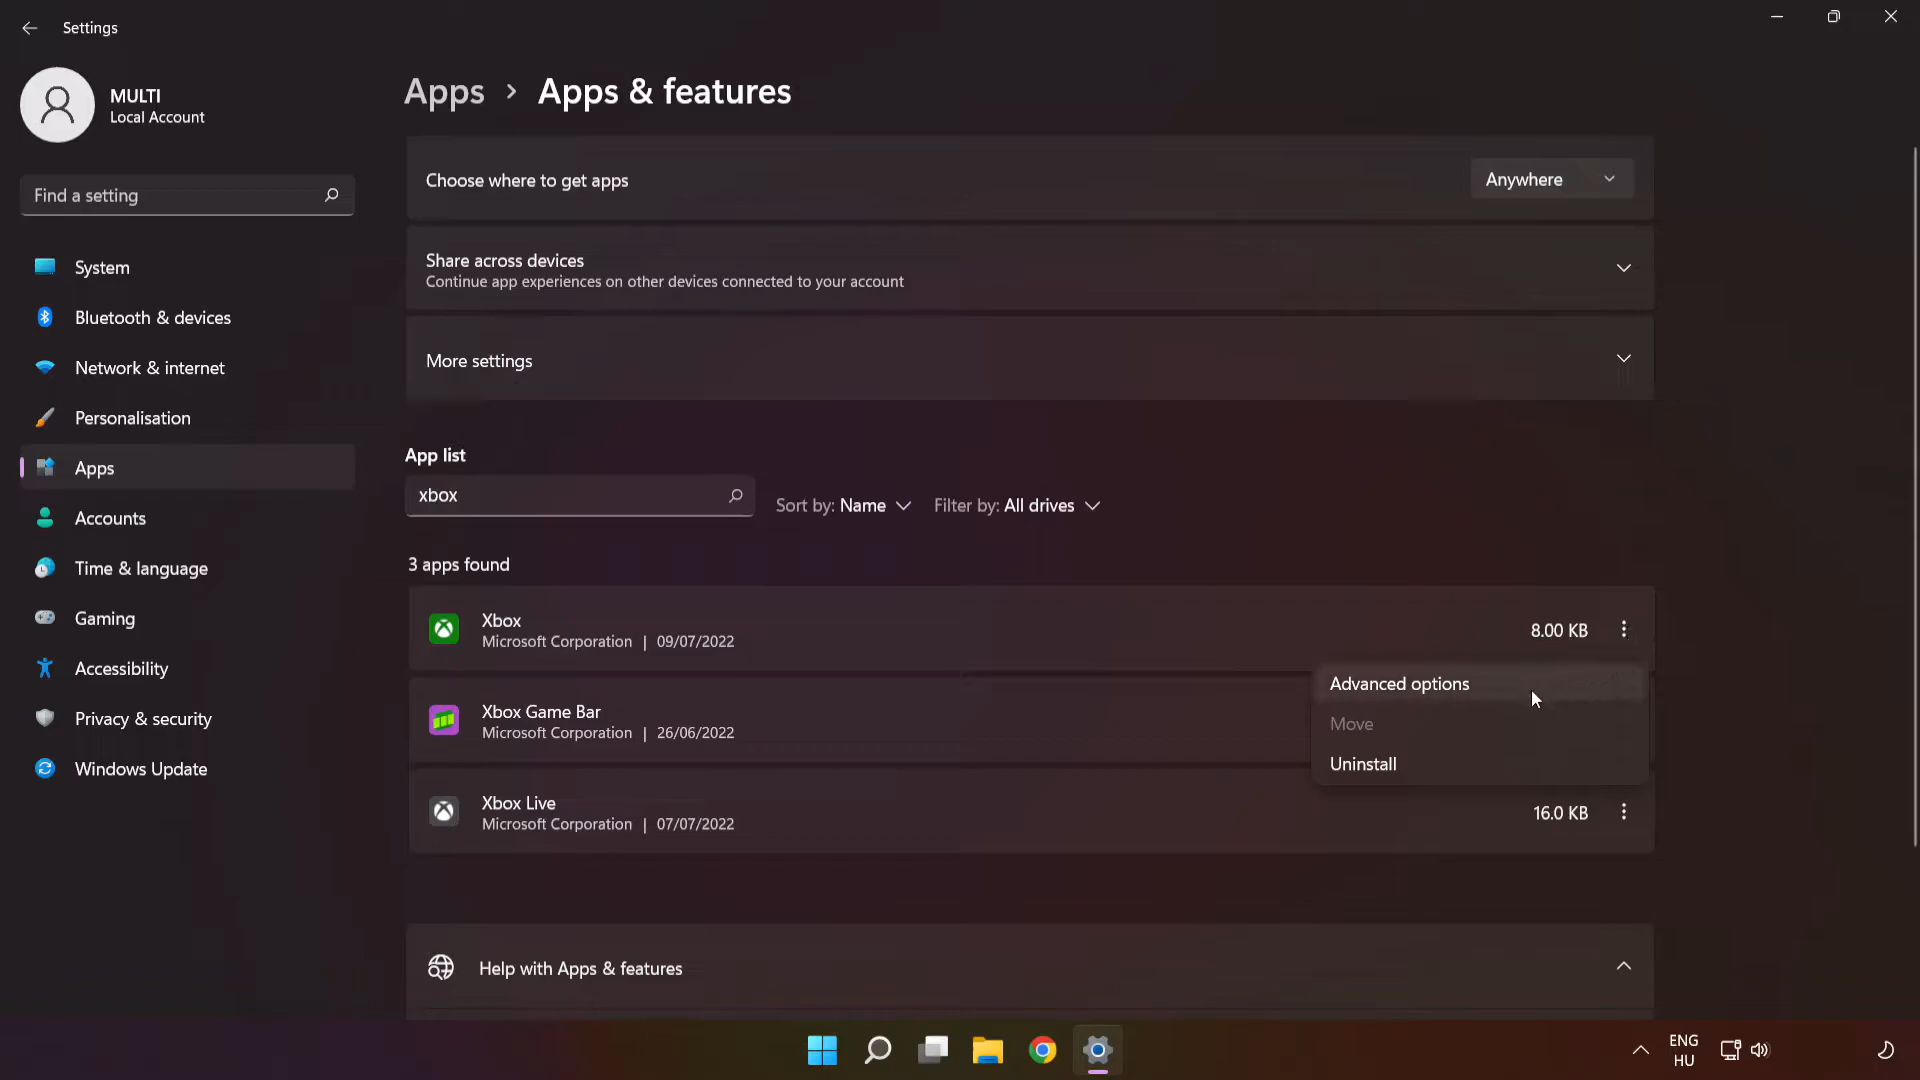 Settings
MULTI
Local Account
Find a setting
System
Bluetooth & devices
Network & internet
Personalisation
Apps
Accounts
Time & language
Gaming
Accessibility
Privacy & security
Windows Update
Apps > Apps & features
Choose where to get apps
Anywhere
Share across devices
Continue app experiences on other devices connected to your account
More settings
App list
xbox
Sort by: Name
Filter by: All drives
3 apps found
Xbox
Microsoft Corporation | 09/07/2022
8.00 KB
Advanced options
Move
Uninstall
Xbox Game Bar
Microsoft Corporation | 26/06/2022
Xbox Live
Microsoft Corporation | 07/07/2022
16.0 KB
Help with Apps & features
ENG
HU